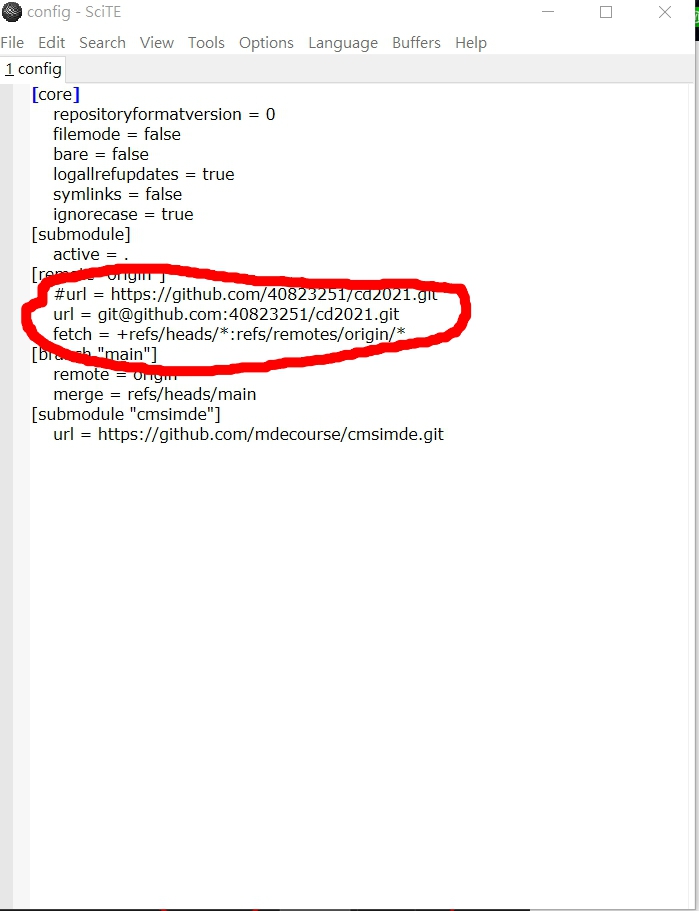 config - SciTE
File Edit Search View Tools Options Language Buffers Help
1 config
[core]
repositoryformatversion = 0
filemode = false
bare = false
logallrefupdates = true
symlinks = false
ignorecase = true
[submodule]
active = .
[remote "origin"]
#url = https://github.com/40823251/cd2021.git
url = git@github.com:40823251/cd2021.git
fetch = +refs/heads/*:refs/remotes/origin/*
[branch "main"]
remote = origin
merge = refs/heads/main
[submodule "cmsimde"]
url = https://github.com/mdecourse/cmsimde.git